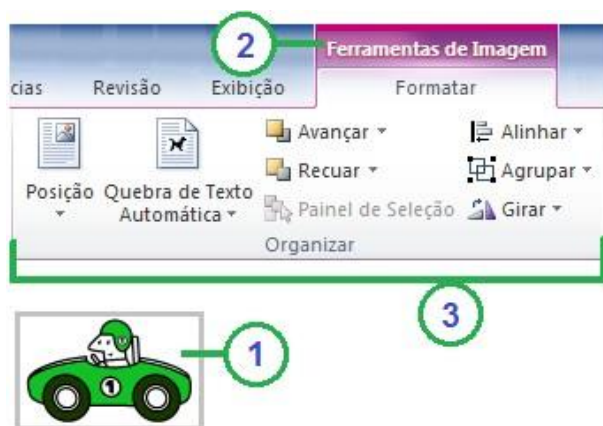 2
Ferramentas de Imagem
cias Revisão Exibição Formatar
Avançar Alinhar
Recuar Agrupar
Posição Quebra de Texto Automática
Painel de Seleção Girar
Organizar
3
1
1